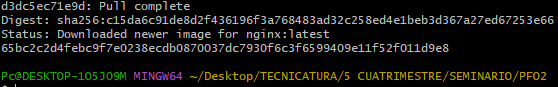 d3dc5ec71e9d: Pull complete
Digest: sha256:c15da6c91de8d2f436196f3a768483ad32c258ed4e1beb3d367a27ed67253e66
Status: Downloaded newer image for nginx:latest
65bc2c2d4febc9f7e0238ecdb0870037dc7930f6c3f6599409e11f52f011d9e8
Pc@DESKTOP-1O5JO9M MINGW64 ~/Desktop/TECNICATURA/5 CUATRIMESTRE/SEMINARIO/PFO2